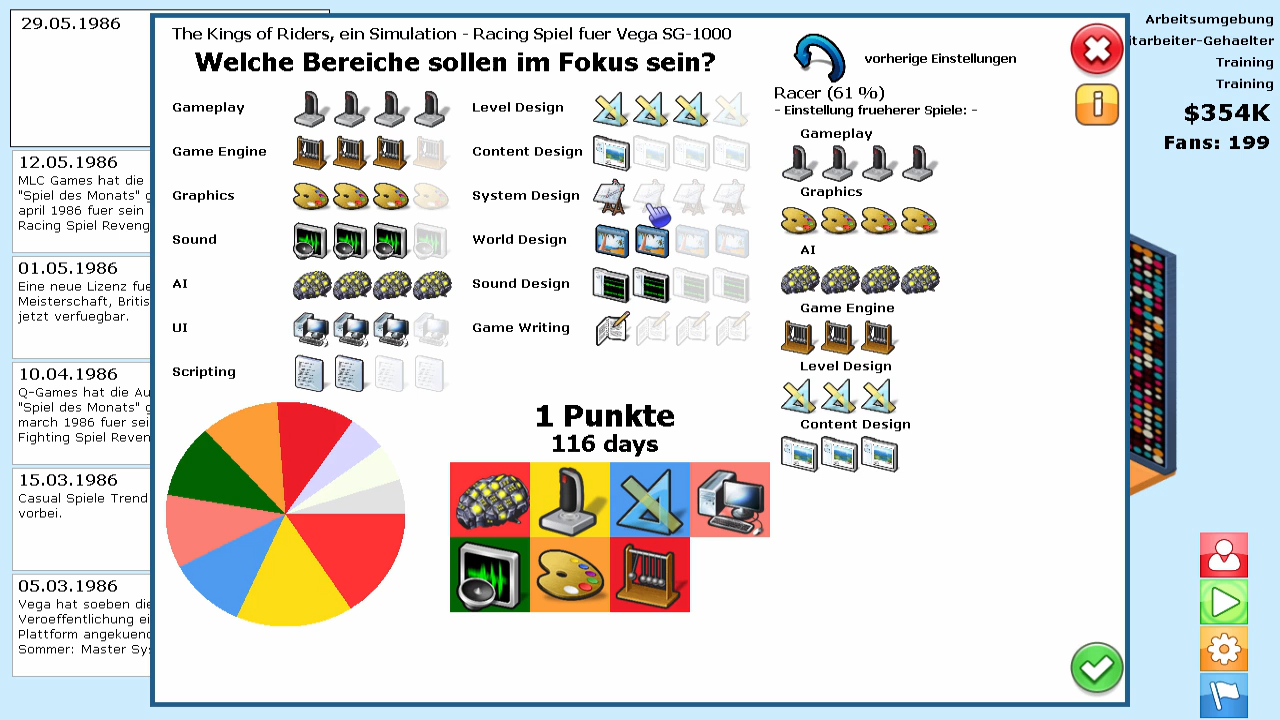 29.05.1986
12.05.1986
MLC Games hat die
"Spiel des Monats"
april 1986 fuer sein
Racing Spiel Reveng
01.05.1986
neue Lizenz fue
Meisterschaft, Britis
jetzt verfuegbar.
10.04.1986
Q-Games hat die Au
"Spiel des Monats"
march 1986 fuer sei
Fighting Spiel Reven
15.03.1986
Casual Spiele Trend
vorbei.
05.03.1986
Vega hat soeben die
Veroeffentlichung ei
Plattform angekuend
Sommer: Master Sys
The Kings of Riders, ein Simulation - Racing Spiel fuer Vega SG-1000
Welche Bereiche sollen im Fokus sein?
Gameplay
Game Engine
Graphics
Sound
AI
UI
Scripting
Level Design
Content Design
System Design
World Design
Sound Design
Game Writing
1 Punkte
116 days
vorherige Einstellungen
Racer (61 %)
- Einstellung frueherer Spiele: -
Gameplay
Graphics
AI
Game Engine
Level Design
Content Design
Arbeitsumgebung
itarbeiter-Gehaelter
Training
Training
$354K
Fans: 199